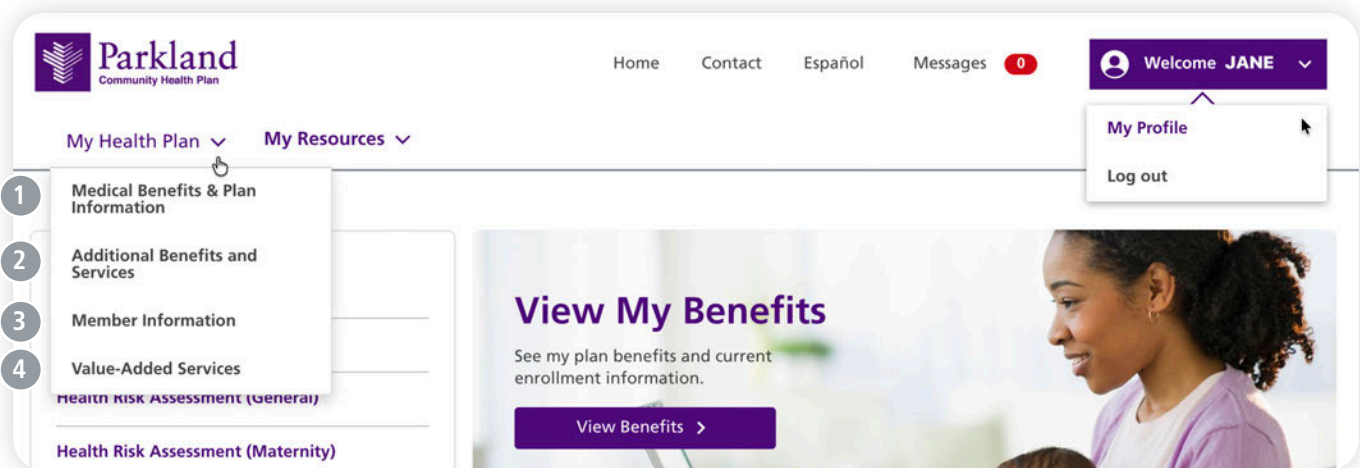 Parkland
Community Health Plan
Home
Contact
Español
Messages 0
Welcome JANE
My Profile
Log out
My Health Plan
My Resources
1
Medical Benefits & Plan
Information
2
Additional Benefits and
Services
3
Member Information
4
Value-Added Services
Health Risk Assessment (General)
Health Risk Assessment (Maternity)
View My Benefits
See my plan benefits and current
enrollment information.
View Benefits